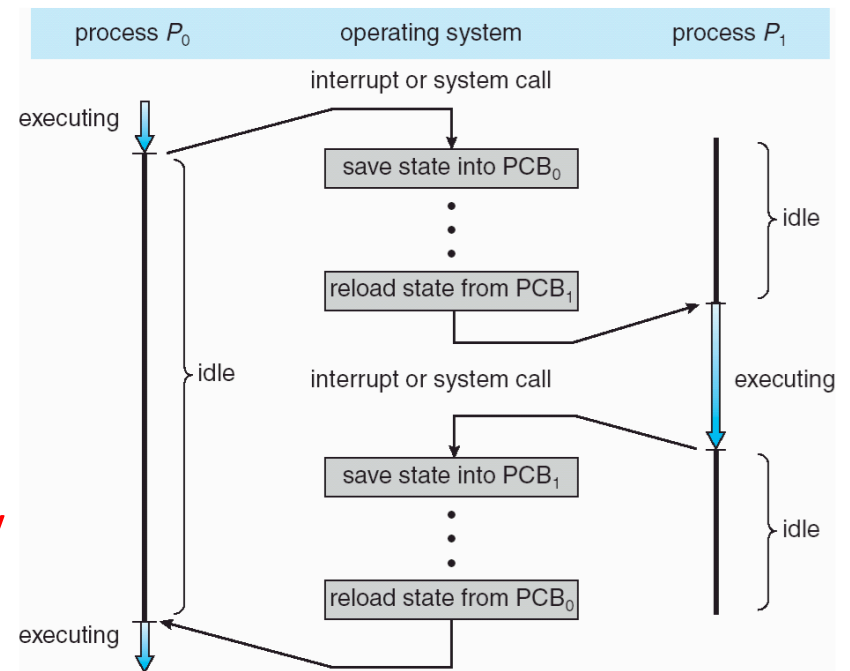 process P₀ operating system process P₁
interrupt or system call
executing
save state into PCB₀
idle
reload state from PCB₁
idle
interrupt or system call
executing
save state into PCB₁
idle
reload state from PCB₀
executing